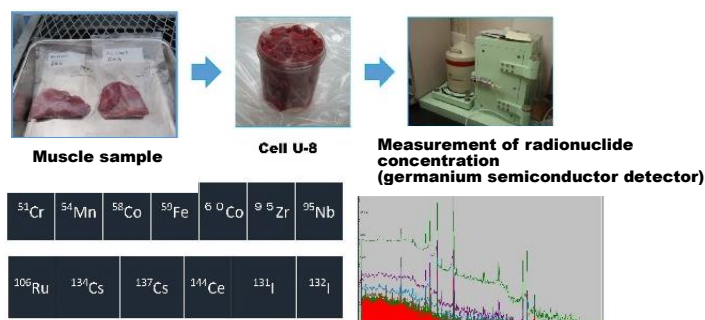 Muscle sample
Cell U-8
Measurement of radionuclide
concentration
(germanium semiconductor detector)
⁵¹Cr ⁵⁴Mn ⁵⁸Co ⁵⁹Fe ⁶⁰Co ⁹⁵Zr ⁹⁵Nb
¹⁰⁶Ru ¹³⁴Cs ¹³⁷Cs ¹⁴⁴Ce ¹³¹I ¹³²I